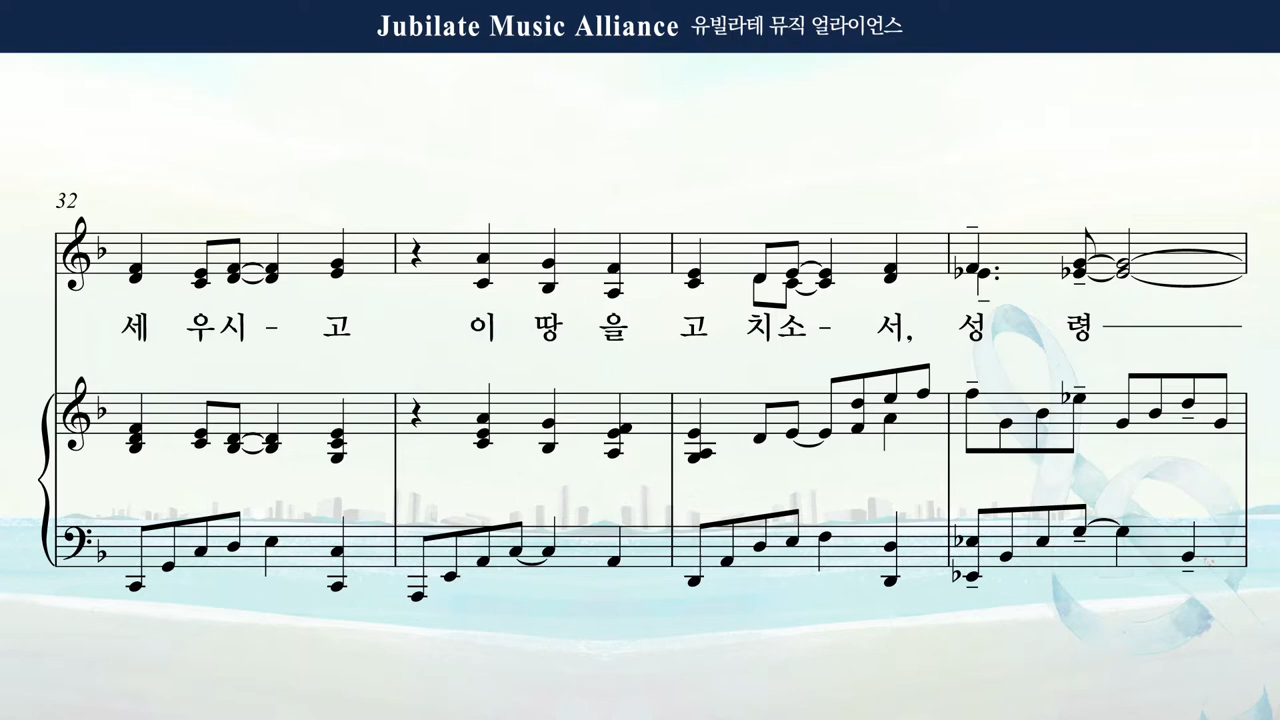 Jubilate Music Alliance 유빌라테 뮤직 얼라이언스
32
세 우시 - 고 이 땅 을 고 치소 - 서, 성 령